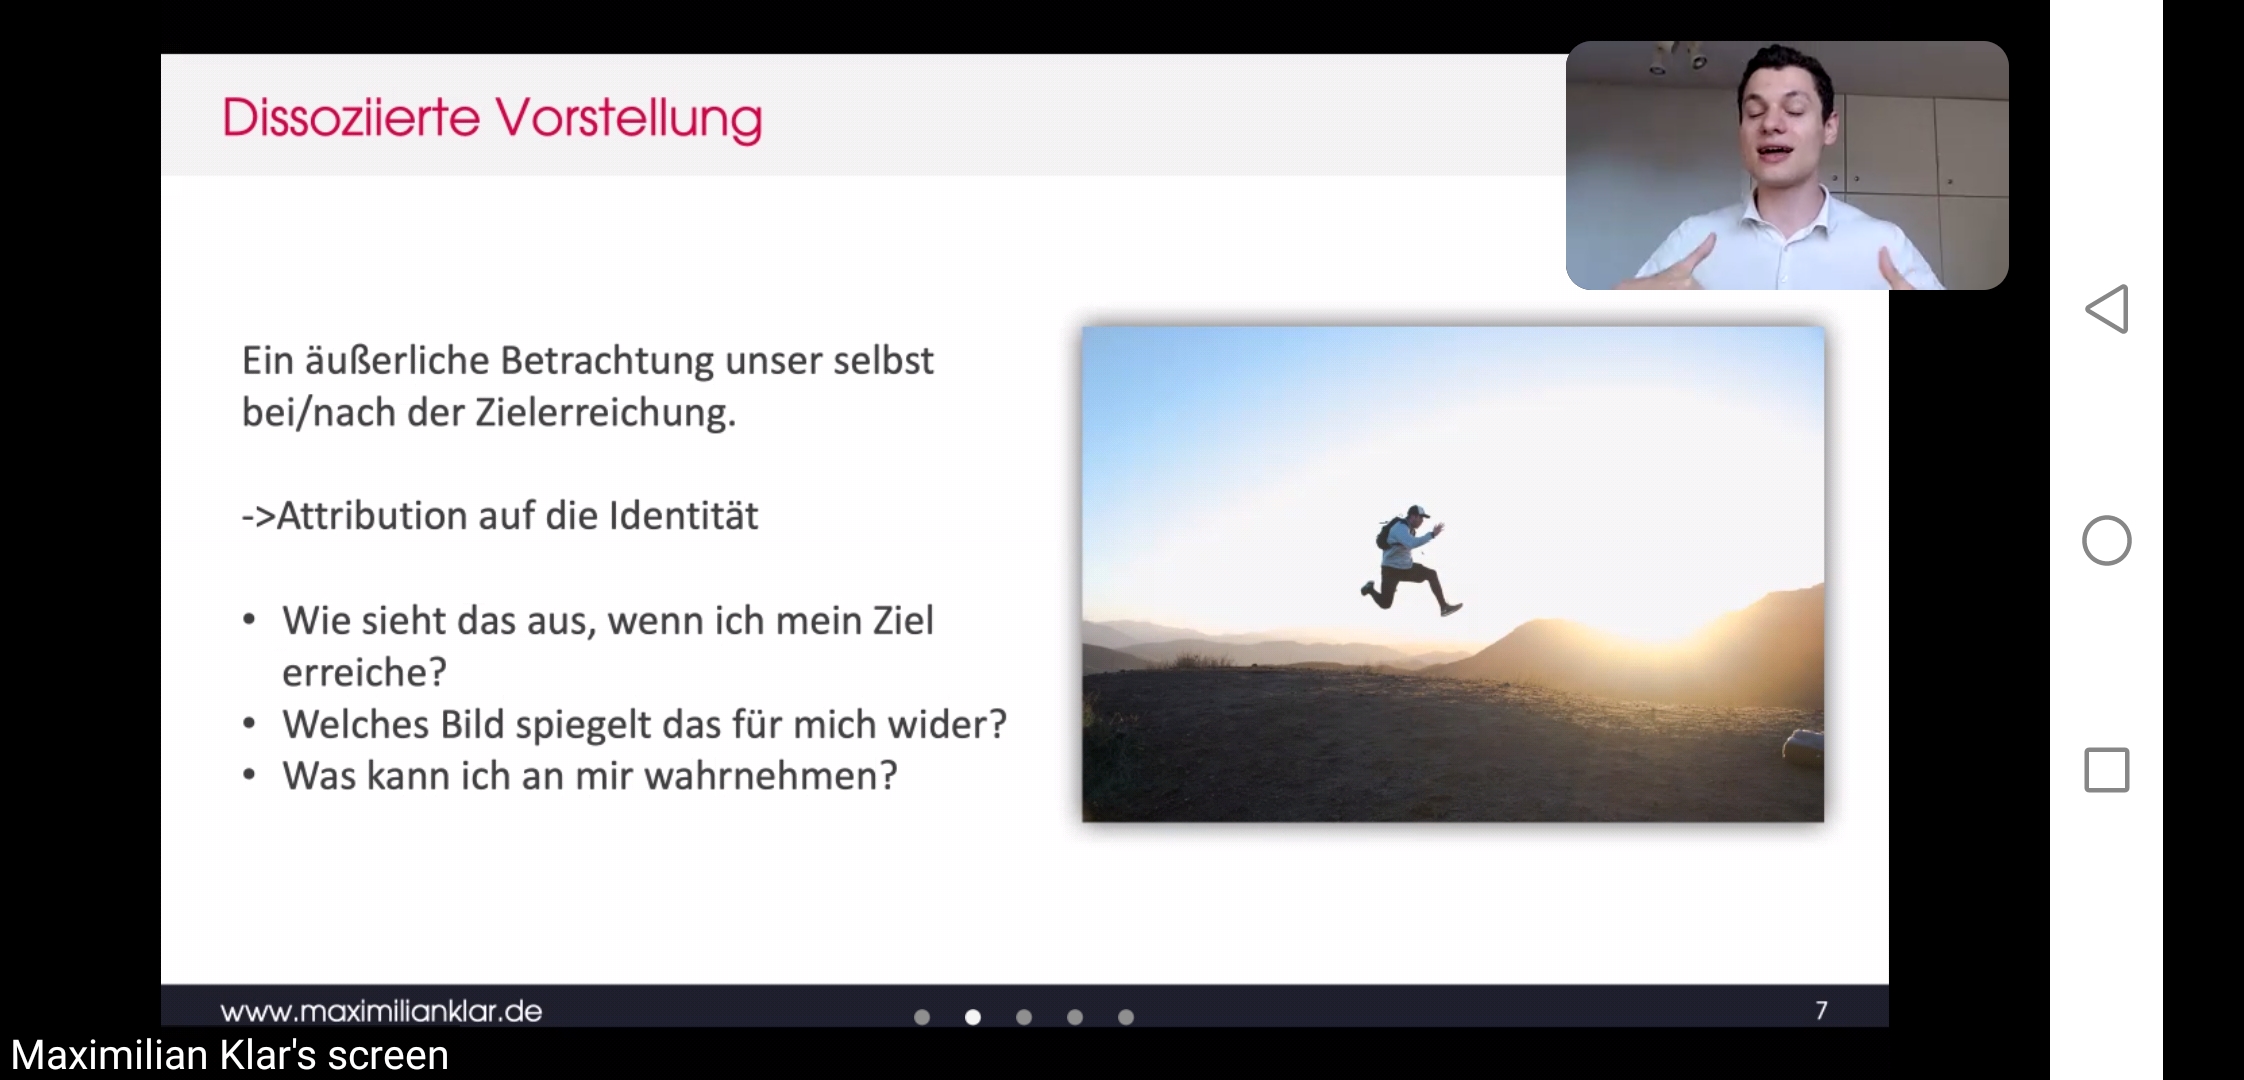 Dissoziierte Vorstellung
Ein äußerliche Betrachtung unser selbst
bei/nach der Zielerreichung.
->Attribution auf die Identität
• Wie sieht das aus, wenn ich mein Ziel
erreiche?
• Welches Bild spiegelt das für mich wider?
• Was kann ich an mir wahrnehmen?
www.maximilianklar.de
7
Maximilian Klar's screen